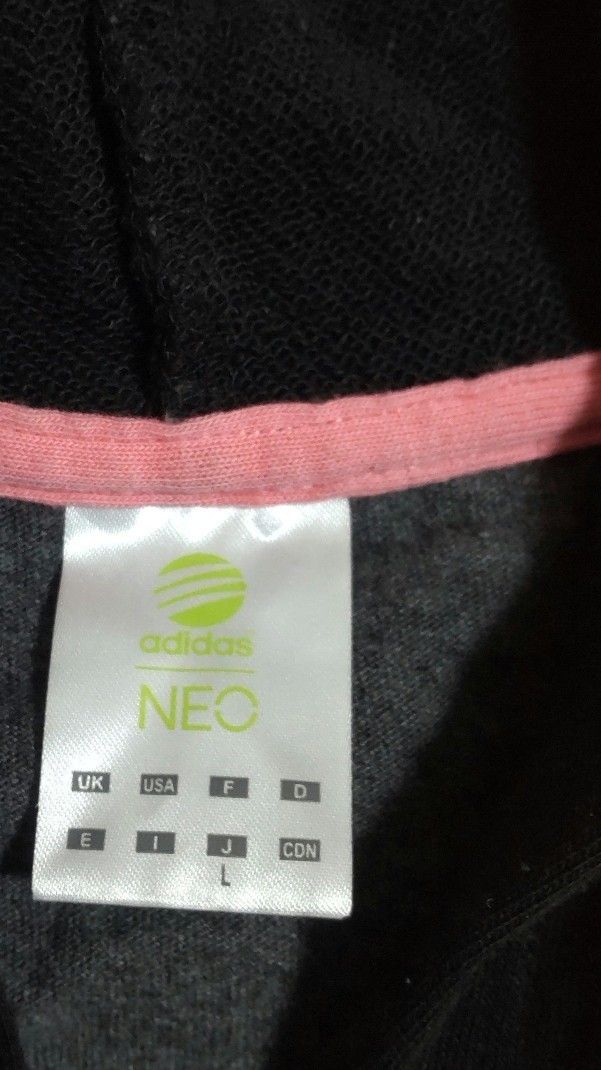 adidas
NEO
UK USA F D
E I J CDN
L